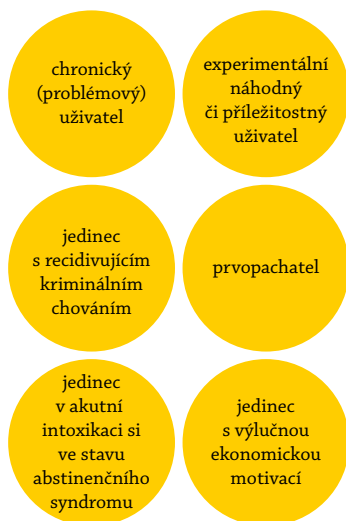 chronický
(problémový)
uživatel
experimentální
náhodný
či příležitostný
uživatel
jedinec
s recidivujícím
kriminálním
chováním
prvopachatel
jedinec
v akutní
intoxikaci si
ve stavu
abstinenčního
syndromu
jedinec
s výlučnou
ekonomickou
motivací